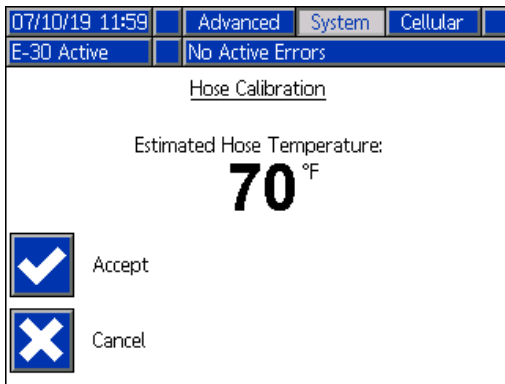 07/10/19 11:59 Advanced System Cellular
E-30 Active No Active Errors
Hose Calibration
Estimated Hose Temperature:
70 °F
Accept
Cancel